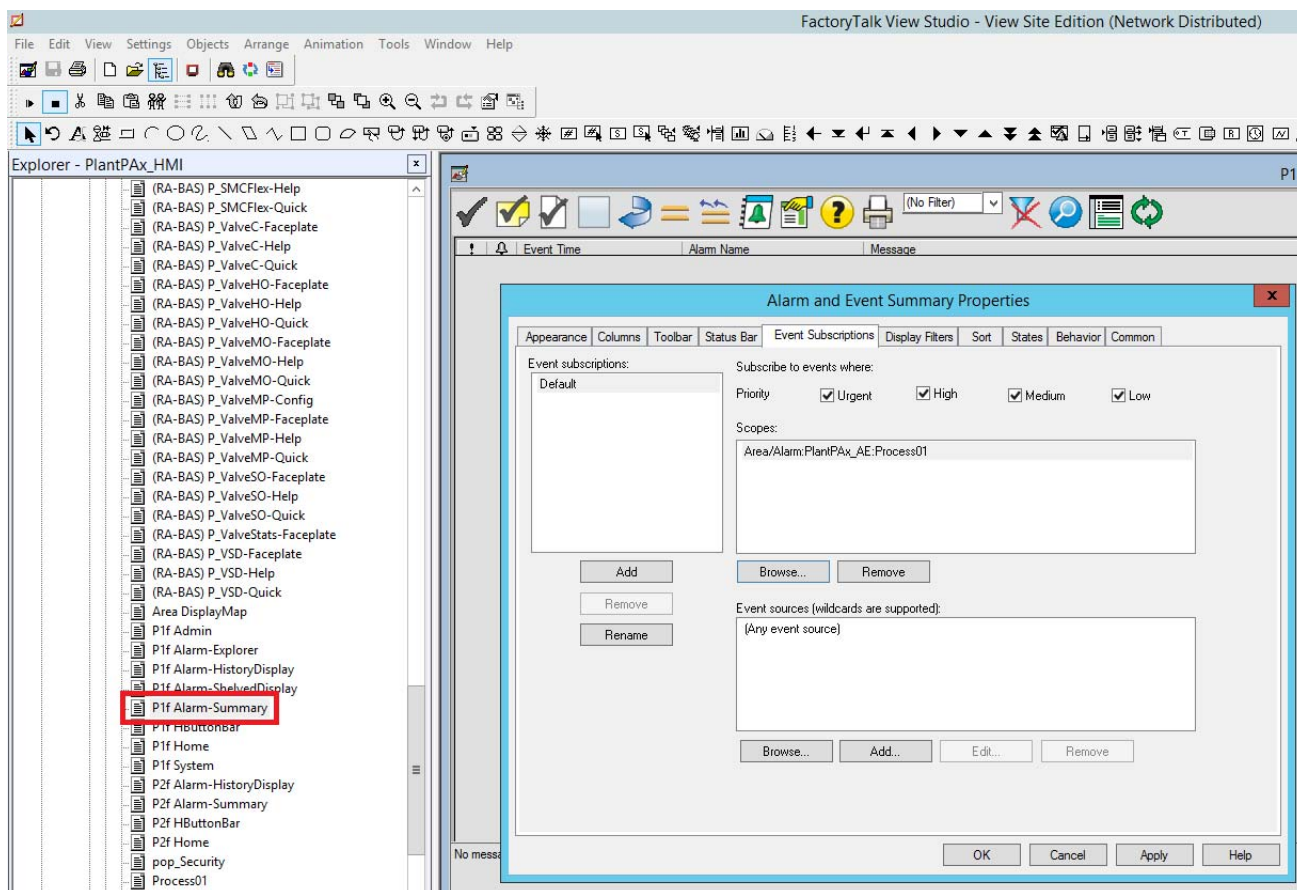 FactoryTalk View Studio - View Site Edition (Network Distributed)
File Edit View Settings Objects Arrange Animation Tools Window Help
Explorer - PlantPAx_HMI
(RA-BAS) P_SMCFlex-Help
(RA-BAS) P_SMCFlex-Quick
(RA-BAS) P_ValveC-Faceplate
(RA-BAS) P_ValveC-Help
(RA-BAS) P_ValveC-Quick
(RA-BAS) P_ValveHO-Faceplate
(RA-BAS) P_ValveHO-Help
(RA-BAS) P_ValveHO-Quick
(RA-BAS) P_ValveMO-Faceplate
(RA-BAS) P_ValveMO-Help
(RA-BAS) P_ValveMO-Quick
(RA-BAS) P_ValveMP-Config
(RA-BAS) P_ValveMP-Faceplate
(RA-BAS) P_ValveMP-Help
(RA-BAS) P_ValveMP-Quick
(RA-BAS) P_ValveSO-Faceplate
(RA-BAS) P_ValveSO-Help
(RA-BAS) P_ValveSO-Quick
(RA-BAS) P_ValveStats-Faceplate
(RA-BAS) P_VSD-Faceplate
(RA-BAS) P_VSD-Help
(RA-BAS) P_VSD-Quick
Area DisplayMap
P1f Admin
P1f Alarm-Explorer
P1f Alarm-HistoryDisplay
P1f Alarm-ShelvedDisplay
P1f Alarm-Summary
P1f HButtonBar
P1f Home
P1f System
P2f Alarm-HistoryDisplay
P2f Alarm-Summary
P2f HButtonBar
P2f Home
pop_Security
Process01
P1
(No Filter)
! Event Time Alarm Name Message
Alarm and Event Summary Properties
x
Appearance Columns Toolbar Status Bar Event Subscriptions Display Filters Sort States Behavior Common
Event subscriptions:
Default
Add
Remove
Rename
Subscribe to events where:
Priority Urgent High Medium Low
Scopes:
Area/Alarm:PlantPAx_AE:Process01
Browse... Remove
Event sources (wildcards are supported):
(Any event source)
Browse... Add... Edit... Remove
No messa
OK Cancel Apply Help